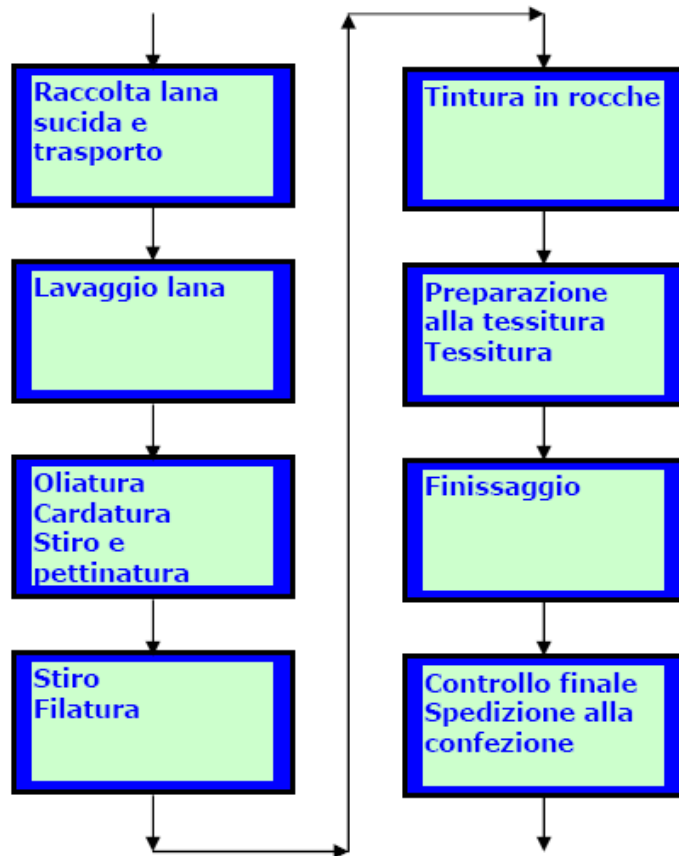 Raccolta lana
sucida e
trasporto
Lavaggio lana
Oliatura
Cardatura
Stiro e
pettinatura
Stiro
Filatura
Tintura in rocche
Preparazione
alla tessitura
Tessitura
Finissaggio
Controllo finale
Spedizione alla
confezione